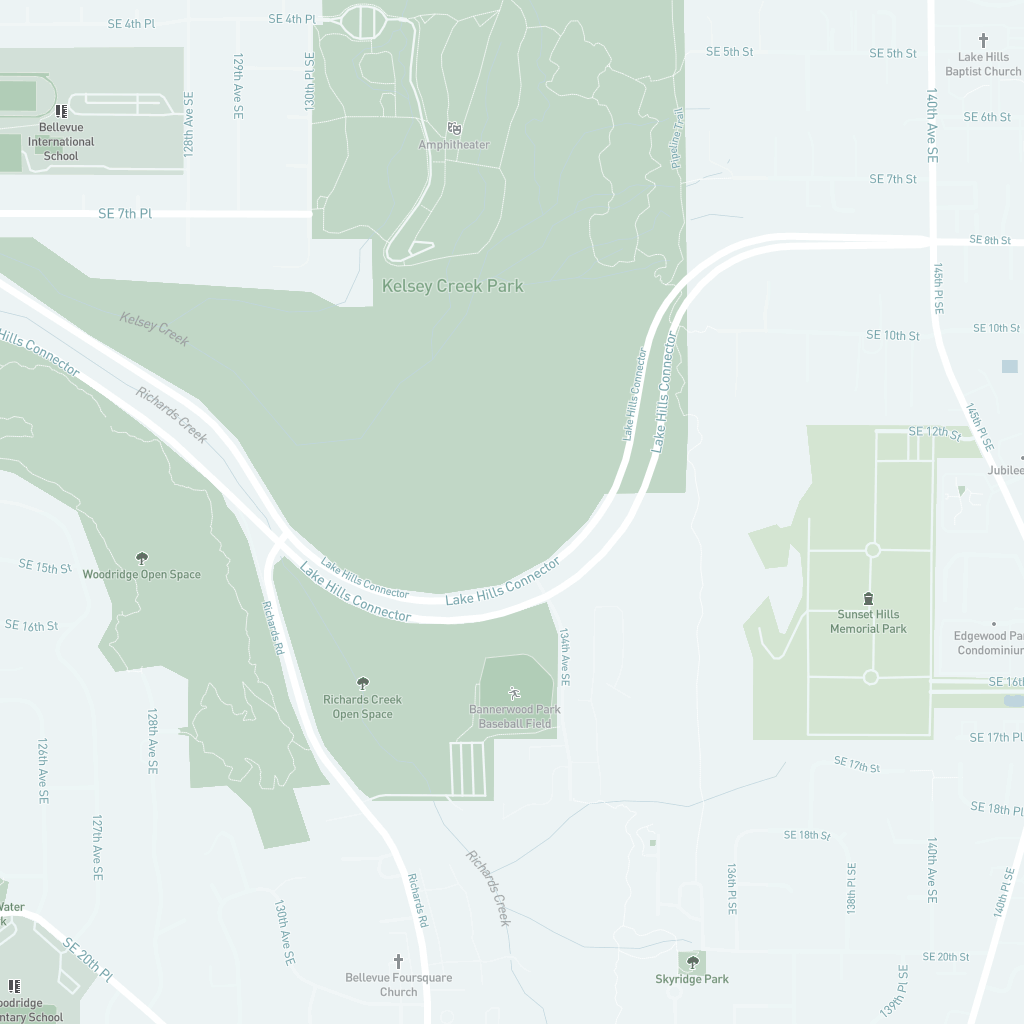 SE 4th Pl
SE 4th Pl
SE 5th St
SE 5th St
Lake Hills
Baptist Church
129th Ave SE
130th Pl SE
128th Ave SE
140th Ave SE
Bellevue
International
School
Amphitheater
Pipeline Trail
SE 6th St
SE 7th St
SE 7th Pl
SE 8th St
Kelsey Creek Park
145th Pl SE
Kelsey Creek
SE 10th St
SE 10th St
Hills Connector
Richards Creek
Lake Hills Connector
Lake Hills Connector
145th Pl SE
SE 12th St
Jubilee
SE 15th St
Woodridge Open Space
Lake Hills Connector
Lake Hills Connector
Lake Hills Connector
SE 16th St
Richards Rd
134th Ave SE
Sunset Hills
Memorial Park
Edgewood Par
Condominium
Richards Creek
Open Space
Bannerwood Park
Baseball Field
SE 16th
128th Ave SE
126th Ave SE
SE 17th Pl
SE 17th St
SE 18th Pl
127th Ave SE
SE 18th St
Richards Creek
136th Pl SE
138th Pl SE
140th Ave SE
140th Pl SE
Richards Rd
130th Ave SE
Water
rk
SE 20th Pl
SE 20th St
Bellevue Foursquare
Church
Skyridge Park
139th Pl SE
oodridge
ntary School